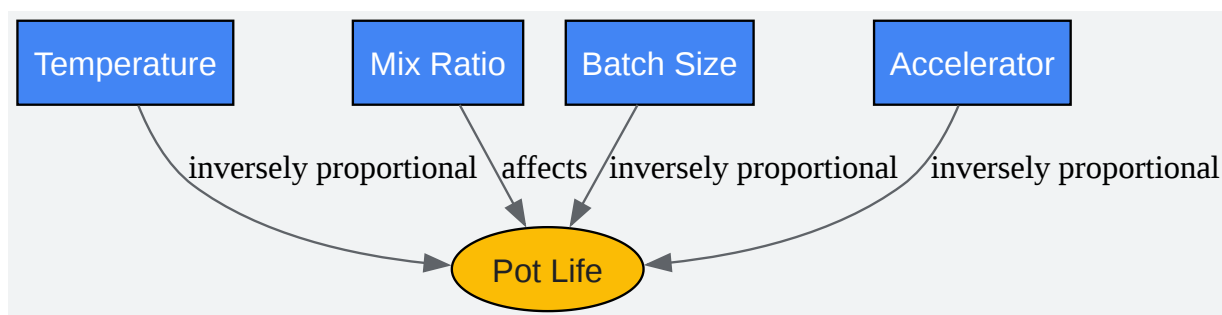 Temperature
Mix Ratio
Batch Size
Accelerator
inversely proportional
affects
inversely proportional
inversely proportional
Pot Life